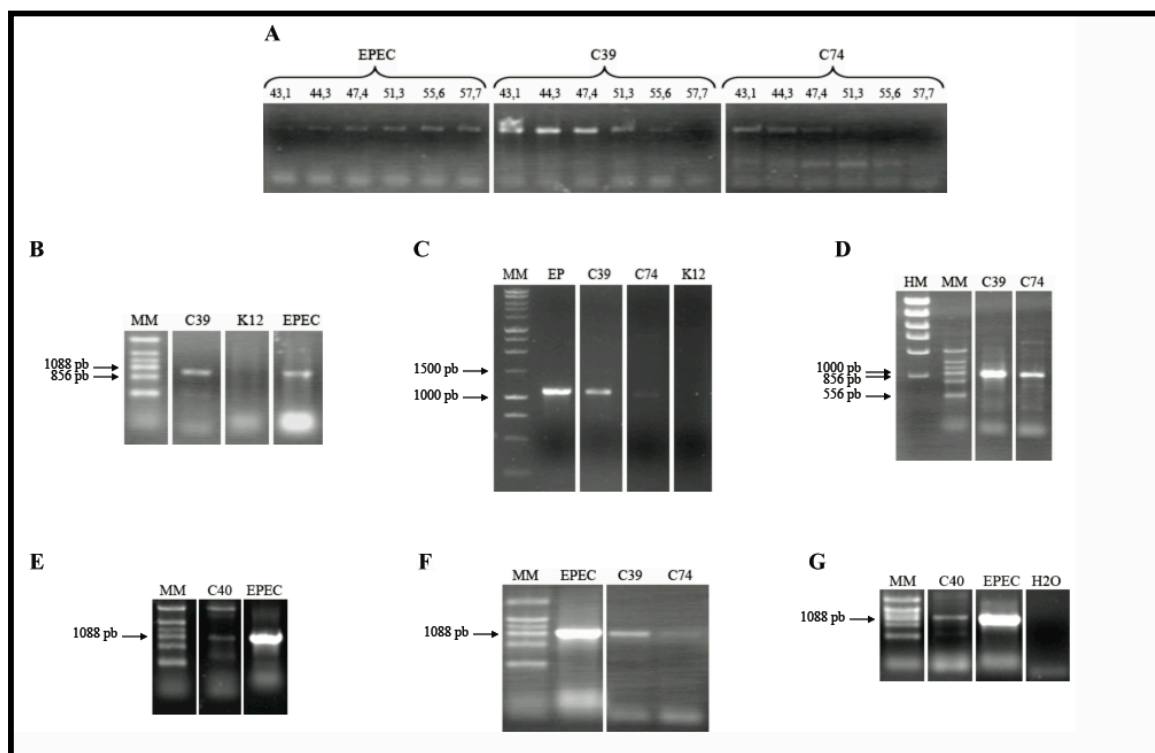 A
EPEC C39 C74
43,1 44,3 47,4 51,3 55,6 57,7 43,1 44,3 47,4 51,3 55,6 57,7 43,1 44,3 47,4 51,3 55,6 57,7
B
MM C39 K12 EPEC
1088 pb
856 pb
C
MM EP C39 C74 K12
1500 pb
1000 pb
D
HM MM C39 C74
1000 pb
856 pb
556 pb
E
MM C40 EPEC
1088 pb
F
MM EPEC C39 C74
1088 pb
G
MM C40 EPEC H2O
1088 pb